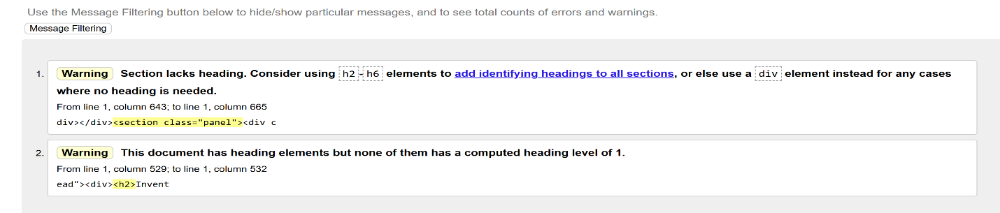 Use the Message Filtering button below to hide/show particular messages, and to see total counts of errors and warnings.
Message Filtering
1. Warning Section lacks heading. Consider using h2-h6 elements to add identifying headings to all sections, or else use a div element instead for any cases
where no heading is needed.
From line 1, column 643; to line 1, column 665
div></div><section class="panel"><div c
2. Warning This document has heading elements but none of them has a computed heading level of 1.
From line 1, column 529; to line 1, column 532
ead"><div><h2>Invent